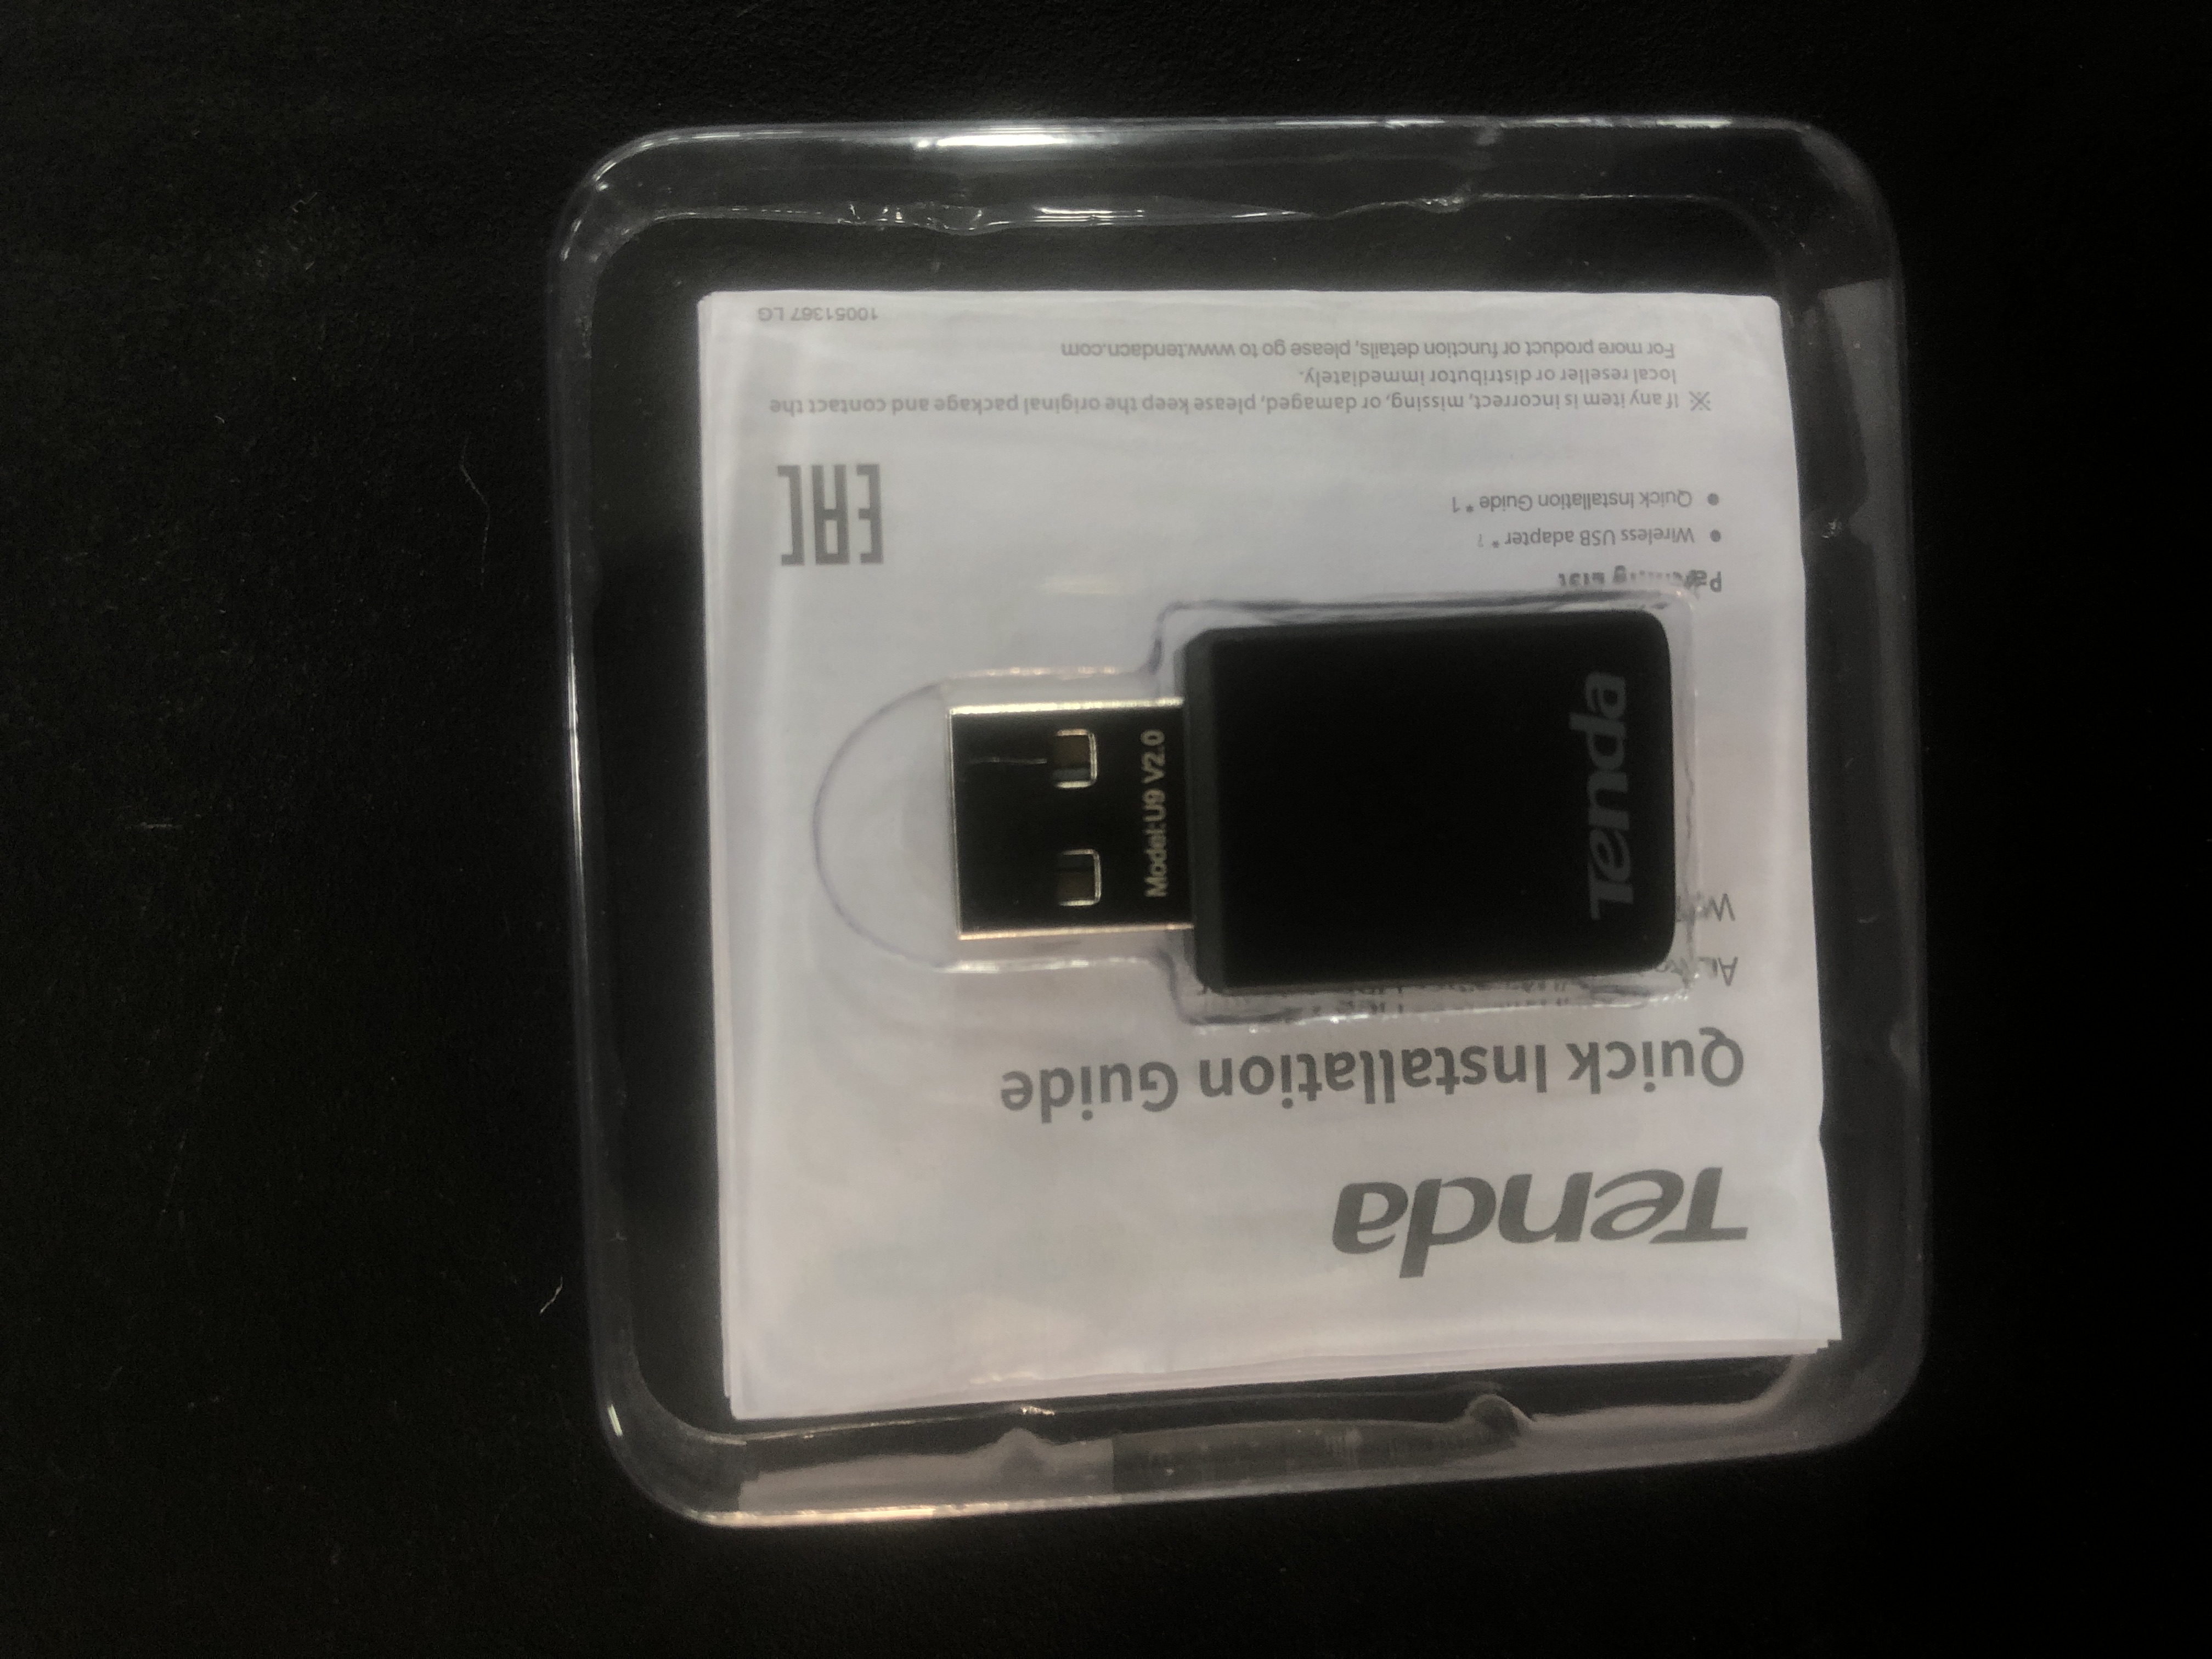 Tenda
Quick Installation Guide
Packing List
Wireless USB adapter * 1
Quick Installation Guide * 1
EAC
※ If any item is incorrect, missing, or damaged, please keep the original package and contact the
local reseller or distributor immediately.
For more product or function details, please go to www.tendacn.com
10051367 LG
Model:U9 V2.0
Tenda